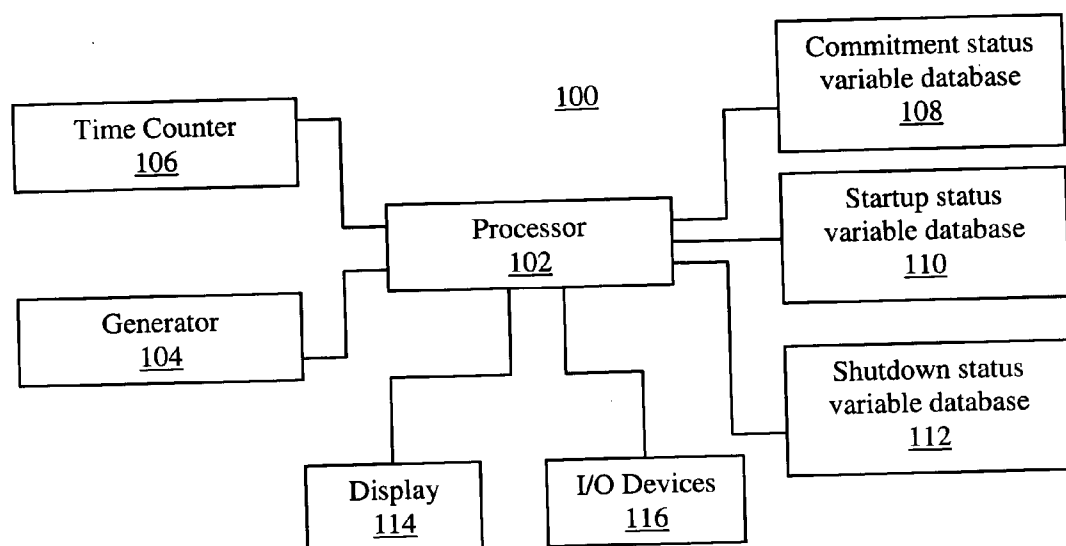 100
Time Counter
106
Generator
104
Processor
102
Commitment status
variable database
108
Startup status
variable database
110
Shutdown status
variable database
112
Display
114
I/O Devices
116